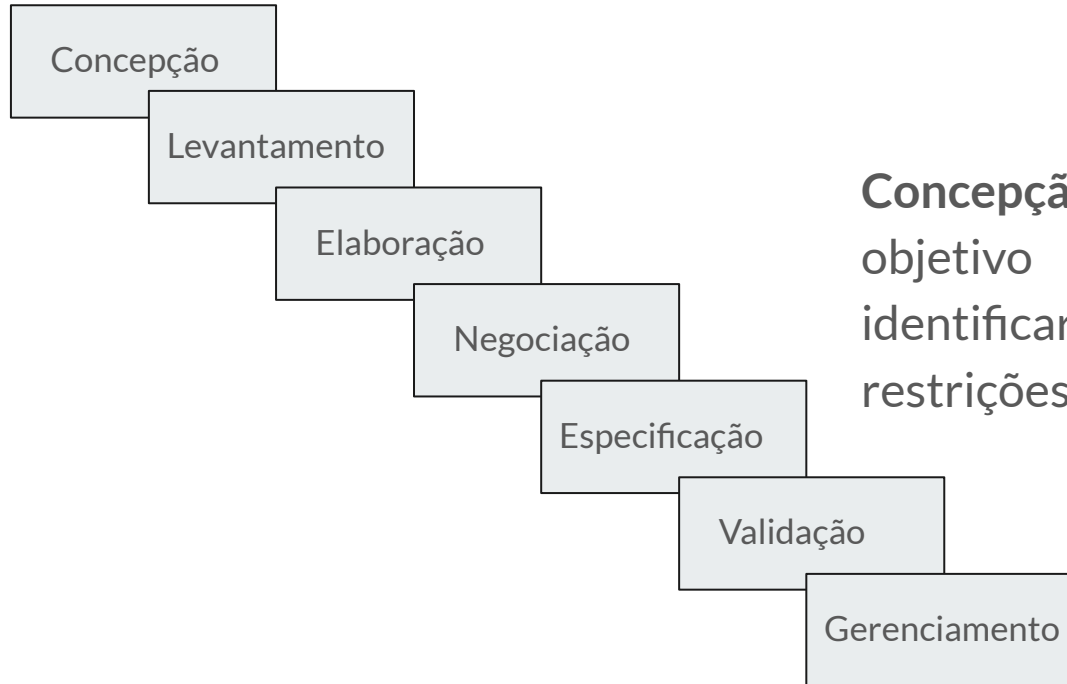 Concepção
Levantamento
Elaboração
Negociação
Especificação
Validação
Gerenciamento
objetivo